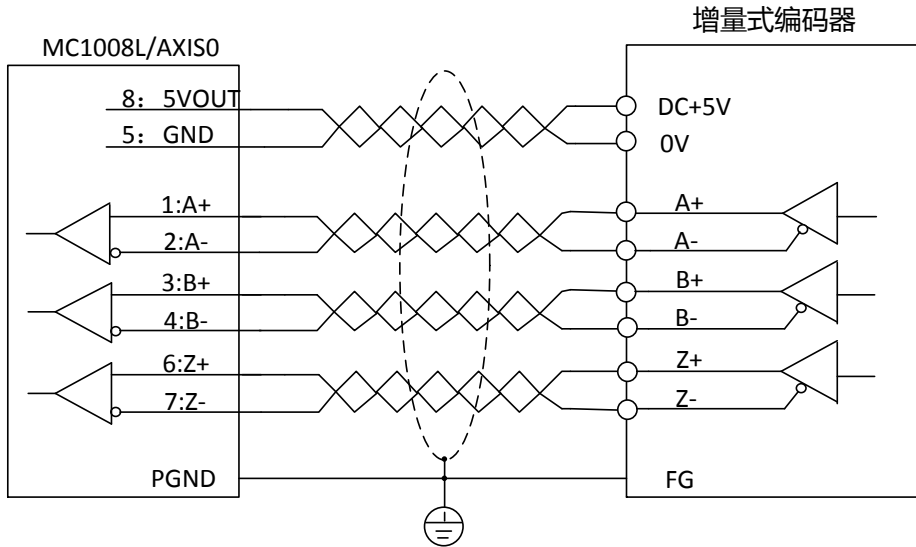 增量式编码器
MC1008L/AXIS0
8：5VOUT
5：GND
1:A+
2:A-
3:B+
4:B-
6:Z+
7:Z-
PGND
DC+5V
0V
A+
A-
B+
B-
Z+
Z-
FG